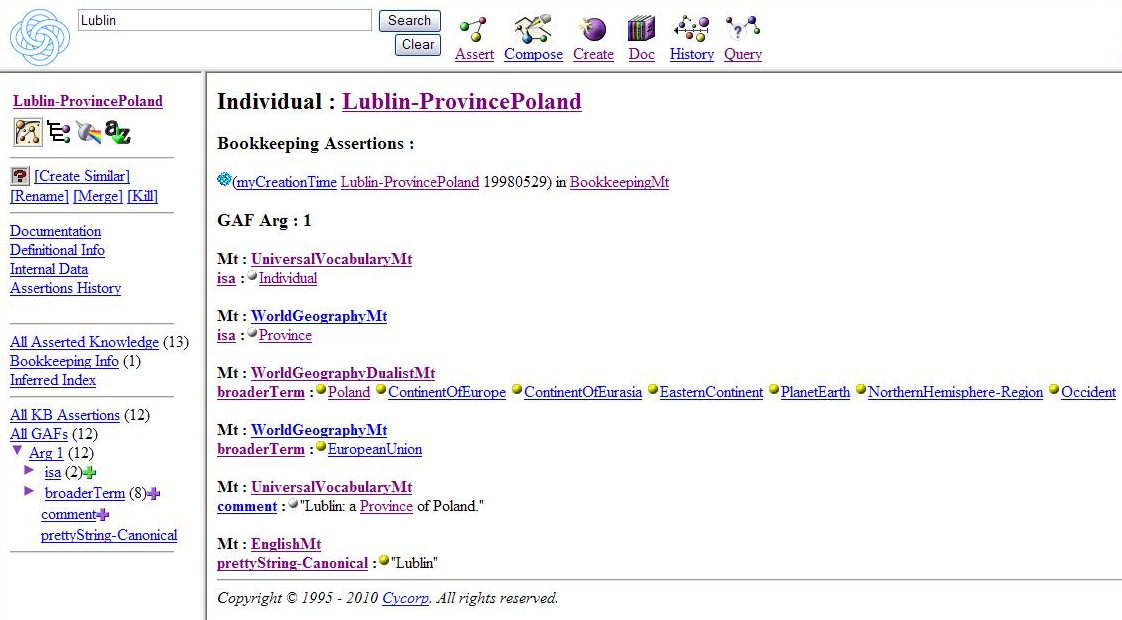 Lublin
Search
Clear
Assert Compose Create Doc History Query
Lublin-ProvincePoland
[Create Similar]
[Rename] [Merge] [Kill]
Documentation
Definitional Info
Internal Data
Assertions History
All Asserted Knowledge (13)
Bookkeeping Info (1)
Inferred Index
All KB Assertions (12)
All GAFs (12)
Arg 1 (12)
isa (2)
broaderTerm (8)
comment
prettyString-Canonical
Individual : Lublin-ProvincePoland
Bookkeeping Assertions :
(myCreationTime Lublin-ProvincePoland 19980529) in BookkeepingMt
GAF Arg : 1
Mt : UniversalVocabularyMt
isa : Individual
Mt : WorldGeographyMt
isa : Province
Mt : WorldGeographyDualistMt
broaderTerm : Poland ContinentOfEurope ContinentOfEurasia EasternContinent PlanetEarth NorthernHemisphere-Region Occident
Mt : WorldGeographyMt
broaderTerm : EuropeanUnion
Mt : UniversalVocabularyMt
comment : "Lublin: a Province of Poland."
Mt : EnglishMt
prettyString-Canonical : "Lublin"
Copyright © 1995 - 2010 Cycorp. All rights reserved.